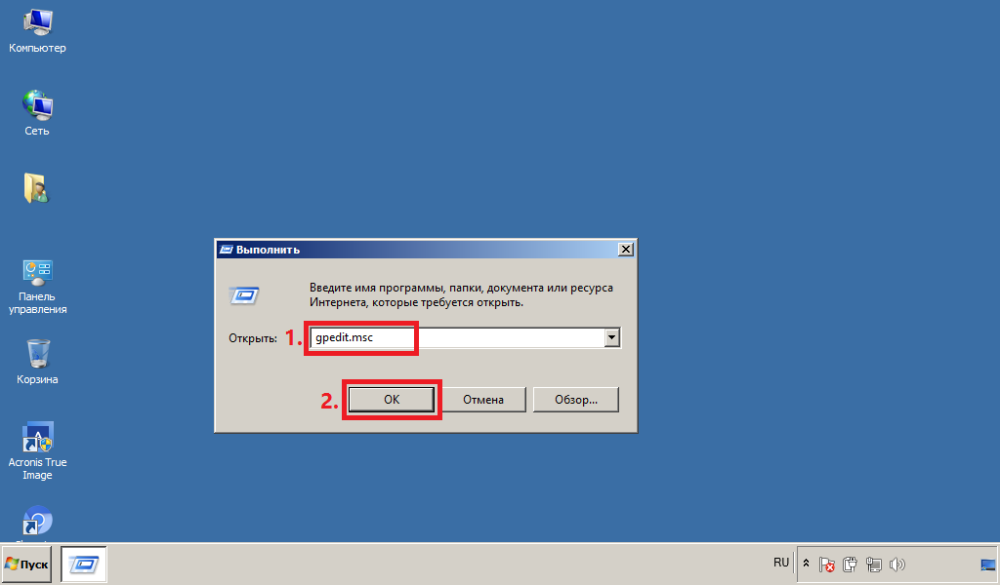 Компьютер
Сеть
Панель
управления
Корзина
Acronis True
Image
Выполнить
Введите имя программы, папки, документа или ресурса
Интернета, которые требуется открыть.
Открыть:
1.
gpedit.msc
2.
ОК
Отмена
Обзор...
Пуск
RU